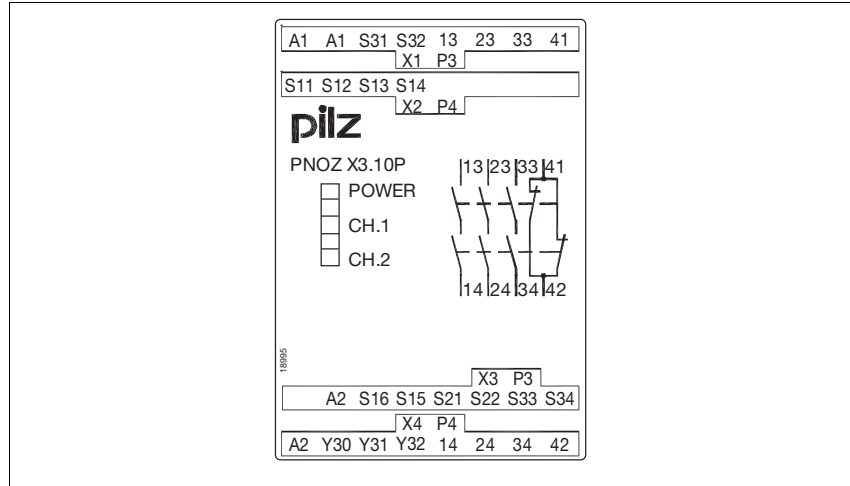 A1 A1 S31 S32 13 23 33 41
X1 P3
S11 S12 S13 S14
X2 P4
pilz
PNOZ X3.10P
POWER
CH.1
CH.2
13 23 33 41
14 24 34 42
18995
X3 P3
A2 S16 S15 S21 S22 S33 S34
X4 P4
A2 Y30 Y31 Y32 14 24 34 42